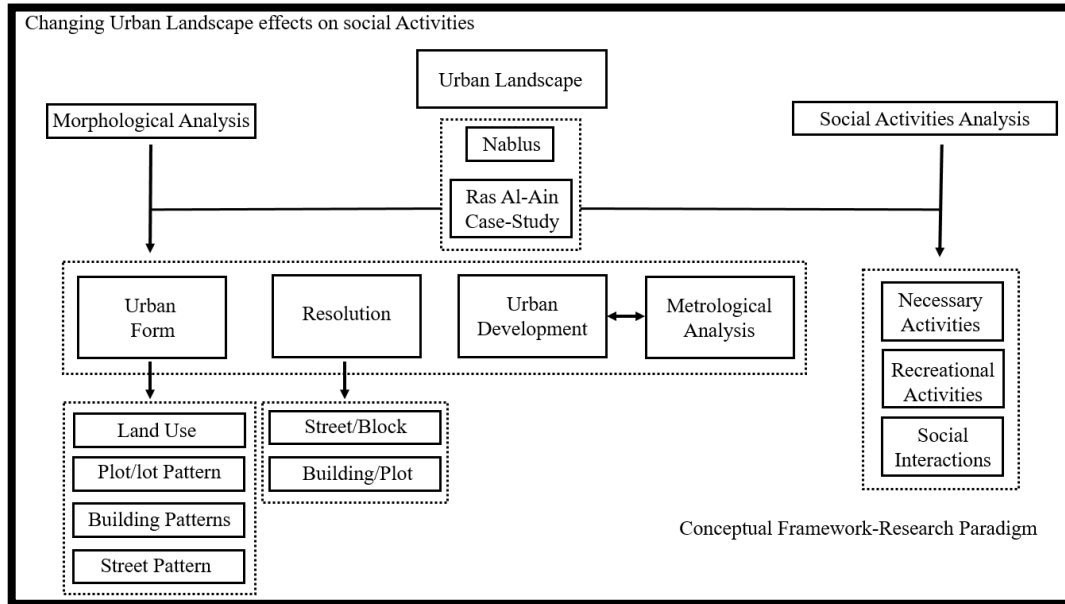 Changing Urban Landscape effects on social Activities
Urban Landscape
Morphological Analysis
Social Activities Analysis
Nablus
Ras Al-Ain
Case-Study
Urban
Form
Resolution
Urban
Development
Metrological
Analysis
Necessary
Activities
Recreational
Activities
Social
Interactions
Land Use
Plot/lot Pattern
Building Patterns
Street Pattern
Street/Block
Building/Plot
Conceptual Framework-Research Paradigm